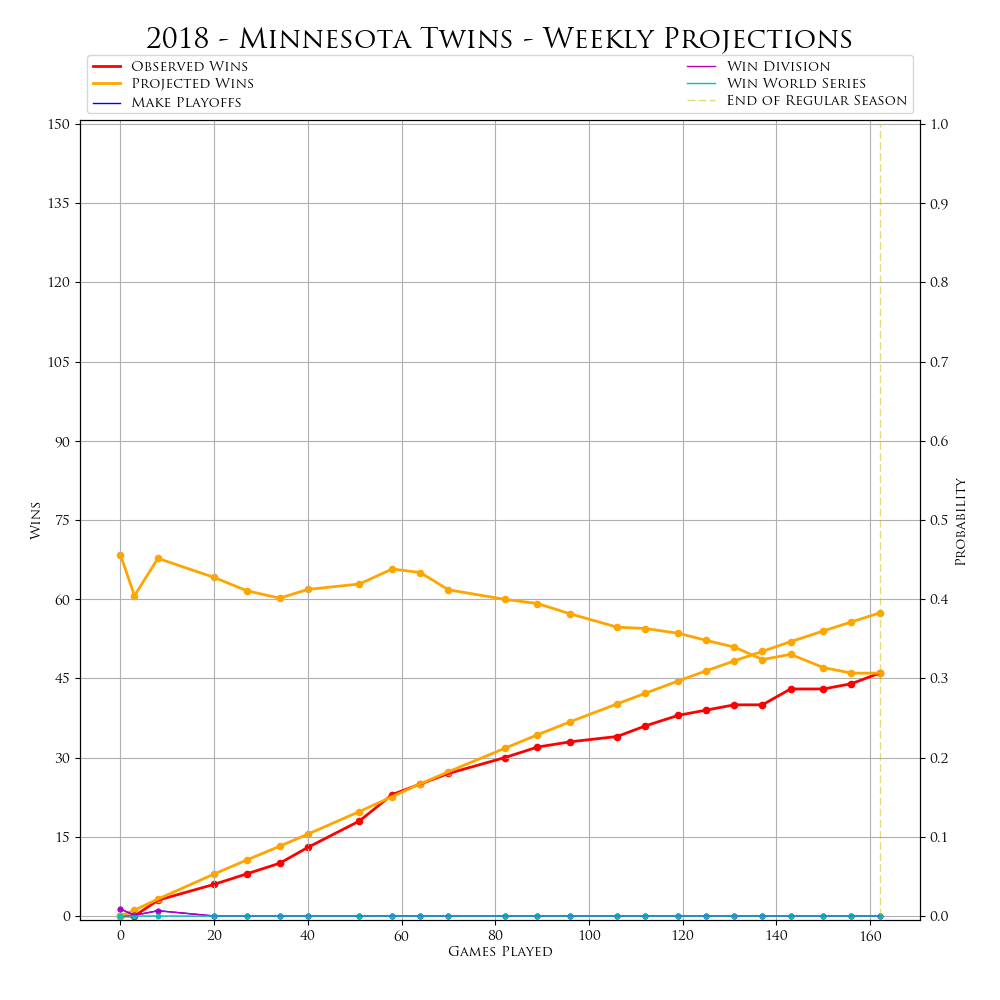 2018 - Minnesota Twins - Weekly Projections
Observed Wins
Projected Wins
Make Playoffs
Win Division
Win World Series
End of Regular Season
150
135
120
105
90
75
60
45
30
15
0
Wins
1.0
0.9
0.8
0.7
0.6
0.5
0.4
0.3
0.2
0.1
0.0
Probability
0 20 40 60 80 100 120 140 160
Games Played